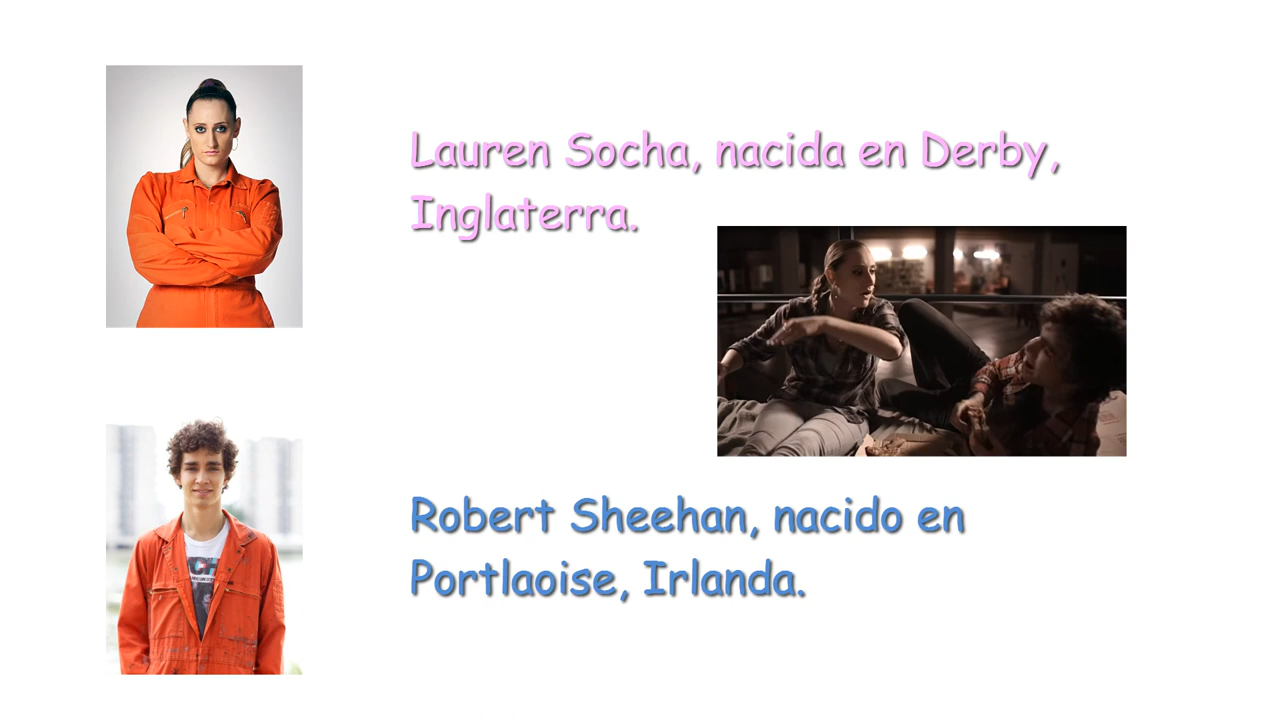 Lauren Socha, nacida en Derby,
Inglaterra.
Robert Sheehan, nacido en
Portlaoise, Irlanda.